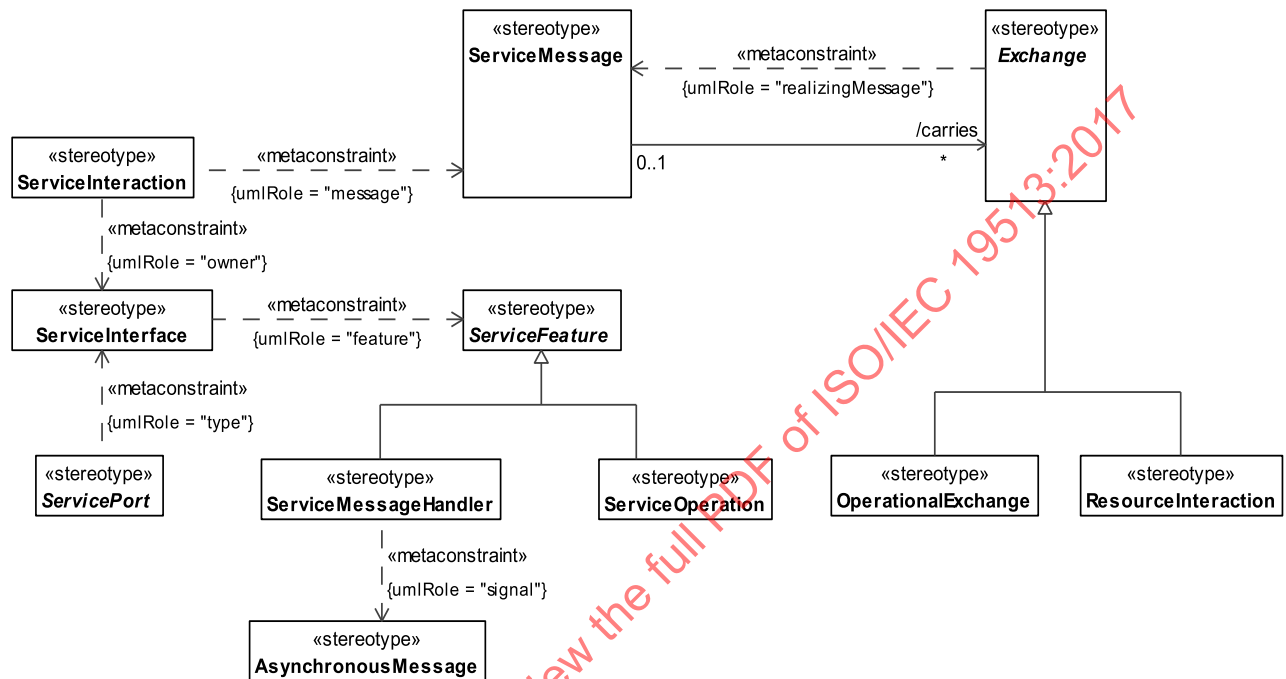 «stereotype»
ServiceMessage
«stereotype»
Exchange
«metaconstraint»
{umlRole = "realizingMessage"}
/carries
0..1
*
«stereotype»
ServiceInteraction
«metaconstraint»
{umlRole = "message"}
«metaconstraint»
{umlRole = "owner"}
«stereotype»
ServiceInterface
«metaconstraint»
{umlRole = "feature"}
«stereotype»
ServiceFeature
«metaconstraint»
{umlRole = "type"}
«stereotype»
ServicePort
«stereotype»
ServiceMessageHandler
«stereotype»
ServiceOperation
«stereotype»
OperationalExchange
«stereotype»
ResourceInteraction
«metaconstraint»
{umlRole = "signal"}
«stereotype»
AsynchronousMessage
the full PDF of ISO/IEC 19513:2017